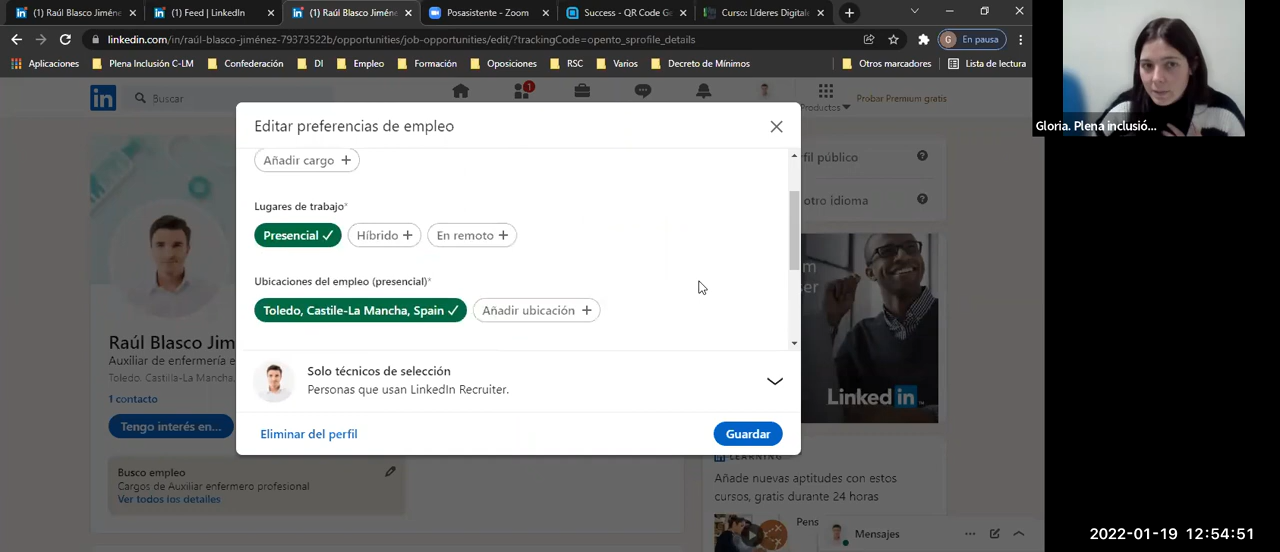 (1) Raúl Blasco Jiméne
(1) Feed | LinkedIn
(1) Raúl Blasco Jiméne
Posasistente - Zoom
Success - QR Code Ge
Curso: Líderes Digitale
linkedin.com/in/raúl-blasco-jiménez-79373522b/opportunities/job-opportunities/edit/?trackingCode=opento_sprofile_details
G
En pausa
Aplicaciones
Plena Inclusión C-LM
Confederación
DI
Empleo
Formación
Oposiciones
RSC
Varios
Decreto de Mínimos
Otros marcadores
Lista de lectura
in
Buscar
1
Productos
Probar Premium gratis
Editar preferencias de empleo
Añadir cargo +
Lugares de trabajo*
Presencial ✓
Híbrido +
En remoto +
Ubicaciones del empleo (presencial)*
Toledo, Castile-La Mancha, Spain ✓
Añadir ubicación +
Solo técnicos de selección
Personas que usan LinkedIn Recruiter.
Eliminar del perfil
Guardar
Raúl Blasco Jim
Auxiliar de enfermería e
Toledo, Castilla-La Mancha,
1 contacto
Tengo interés en...
Busco empleo
Cargos de Auxiliar enfermero profesional
Ver todos los detalles
rfil público
otro idioma
Linked in
LEARNING
Añade nuevas aptitudes con estos
cursos, gratis durante 24 horas
Pens
Mensajes
Gloria. Plena inclusió...
2022-01-19 12:54:51